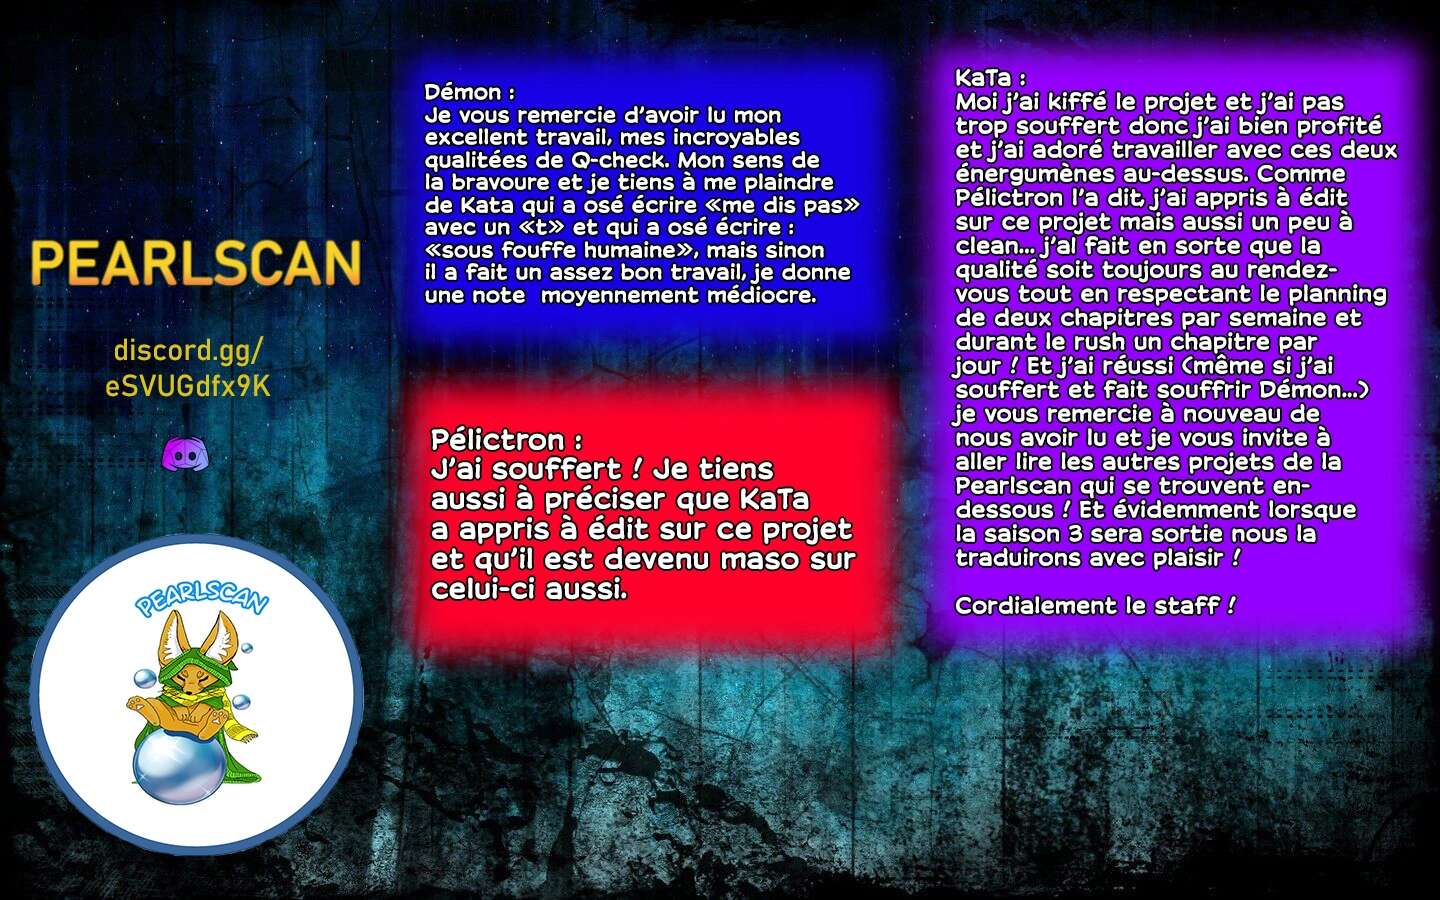 PEARLSCAN
discord.gg/
eSVUGdfx9K
PEARLSCAN
Démon :
Je vous remercie d'avoir lu mon
excellent travail, mes incroyables
qualitées de Q-check. Mon sens de
la bravoure et je tiens à me plaindre
de Kata qui a osé écrire «me dis pas»
avec un «t» et qui a osé écrire :
«sous fouffe humaine», mais sinon
il a fait un assez bon travail, je donne
une note moyennement médiocre.
Pélictron :
J'ai souffert ! Je tiens
aussi à préciser que KaTa
a appris à édit sur ce projet
et qu'il est devenu maso sur
celui-ci aussi.
KaTa :
Moi j'ai kiffé le projet et j'ai pas
trop souffert donc j'ai bien profité
et j'ai adoré travailler avec ces deux
énergumènes au-dessus. Comme
Pélictron l'a dit, j'ai appris à édit
sur ce projet mais aussi un peu à
clean... j'ai fait en sorte que la
qualité soit toujours au rendez-
vous tout en respectant le planning
de deux chapitres par semaine et
durant le rush un chapitre par
jour ! Et j'ai réussi (même si j'ai
souffert et fait souffrir Démon...)
je vous remercie à nouveau de
nous avoir lu et je vous invite à
aller lire les autres projets de la
Pearlscan qui se trouvent en-
dessous ! Et évidemment lorsque
la saison 3 sera sortie nous la
traduirons avec plaisir !
Cordialement le staff !